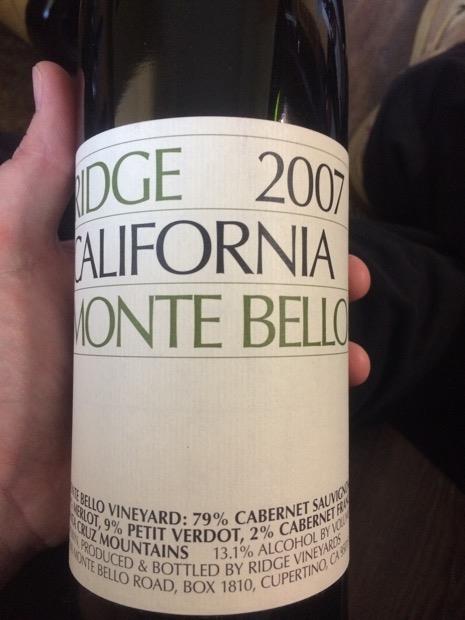 RIDGE 2007
CALIFORNIA
MONTE BELLO
BELLO VINEYARD: 79% CABERNET SAUVIGNON
MERLOT, 9% PETIT VERDOT, 2% CABERNET FRANC
CRUZ MOUNTAINS 13.1% ALCOHOL BY VOLUME
PRODUCED & BOTTLED BY RIDGE VINEYARDS
MONTE BELLO ROAD, BOX 1810, CUPERTINO, CA